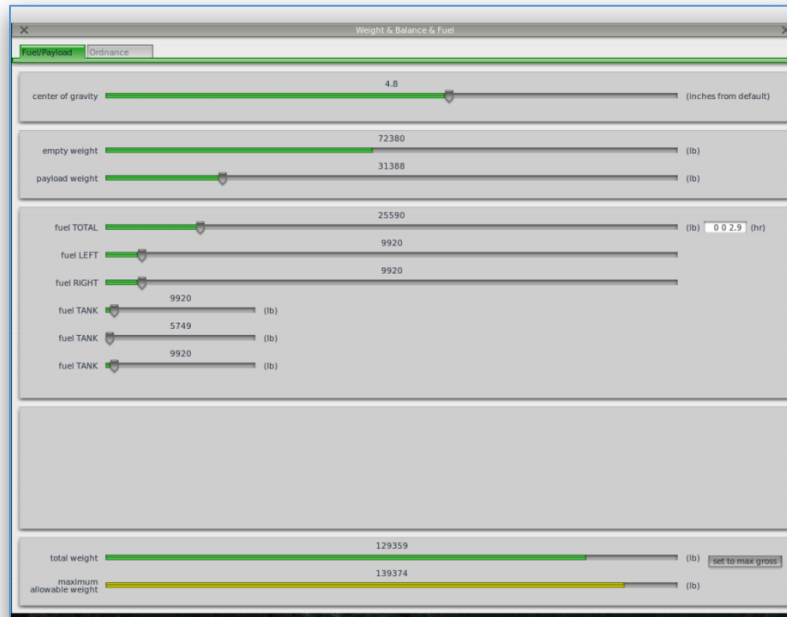 Weight & Balance & Fuel
Fuel/Payload Ordnance
4.8
center of gravity (inches from default)
72380
empty weight (lb)
31388
payload weight (lb)
25590
fuel TOTAL (lb) 0 0 2.9 (hr)
9920
fuel LEFT
9920
fuel RIGHT
9920
fuel TANK (lb)
5749
fuel TANK (lb)
9920
fuel TANK (lb)
129359
total weight (lb) set to max gross
139374
maximum
allowable weight (lb)